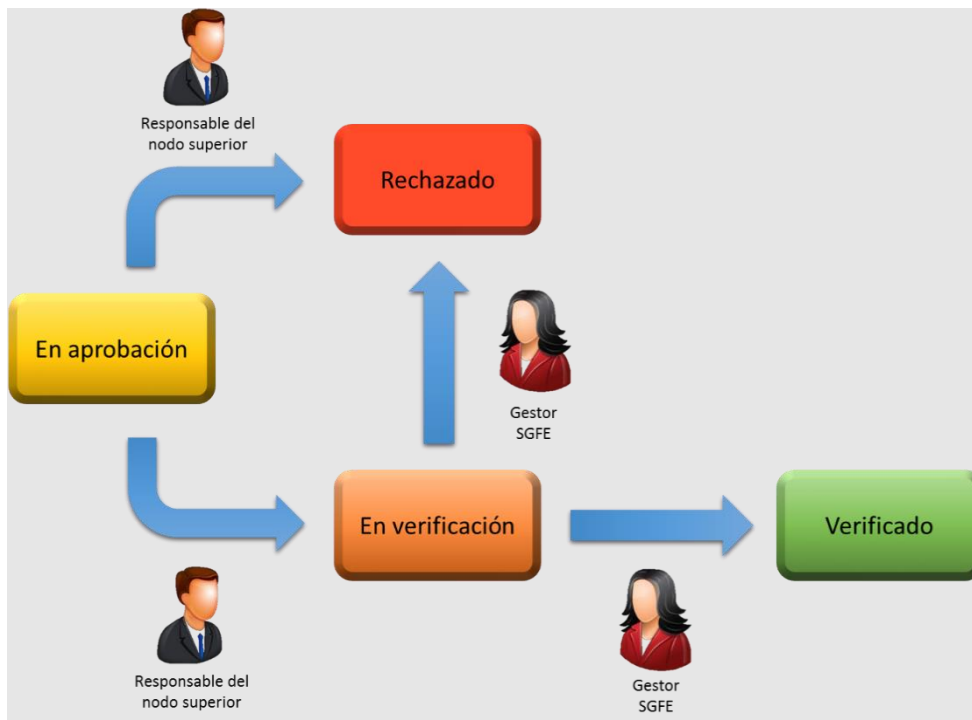 Responsable del
nodo superior
Rechazado
En aprobación
Gestor
SGFE
En verificación
Verificado
Responsable del
nodo superior
Gestor
SGFE